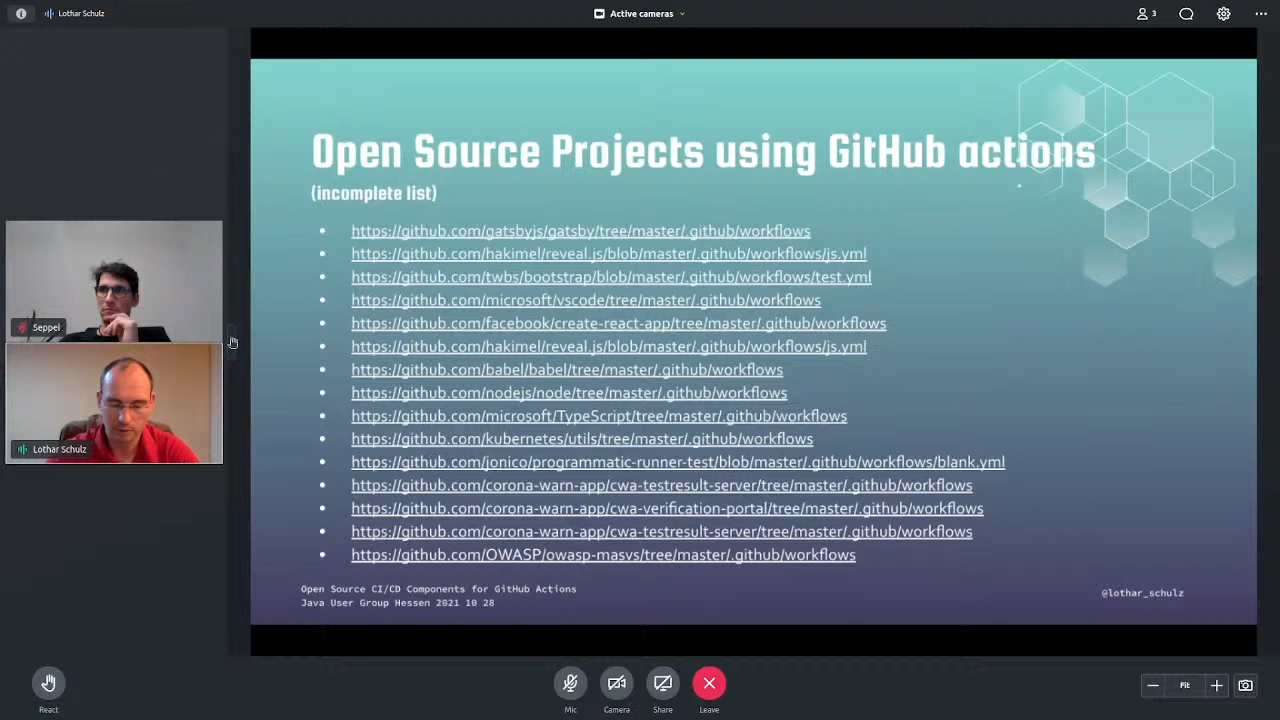 Lothar Schulz
Active cameras
3
Open Source Projects using GitHub actions
(incomplete list)
https://github.com/gatsbyjs/gatsby/tree/master/.github/workflows
https://github.com/hakimel/reveal.js/blob/master/.github/workflows/js.yml
https://github.com/twbs/bootstrap/blob/master/.github/workflows/test.yml
https://github.com/microsoft/vscode/tree/master/.github/workflows
https://github.com/facebook/create-react-app/tree/master/.github/workflows
https://github.com/hakimel/reveal.js/blob/master/.github/workflows/js.yml
https://github.com/babel/babel/tree/master/.github/workflows
https://github.com/nodejs/node/tree/master/.github/workflows
https://github.com/microsoft/TypeScript/tree/master/.github/workflows
https://github.com/kubernetes/utils/tree/master/.github/workflows
https://github.com/jonico/programmatic-runner-test/blob/master/.github/workflows/blank.yml
https://github.com/corona-warn-app/cwa-testresult-server/tree/master/.github/workflows
https://github.com/corona-warn-app/cwa-verification-portal/tree/master/.github/workflows
https://github.com/corona-warn-app/cwa-testresult-server/tree/master/.github/workflows
https://github.com/OWASP/owasp-masvs/tree/master/.github/workflows
Open Source CI/CD Components for GitHub Actions
Java User Group Hessen 2021 10 28
@lothar_schulz
Seppel
Lothar Schulz
React
Mic
Camera
Share
Leave
Fit